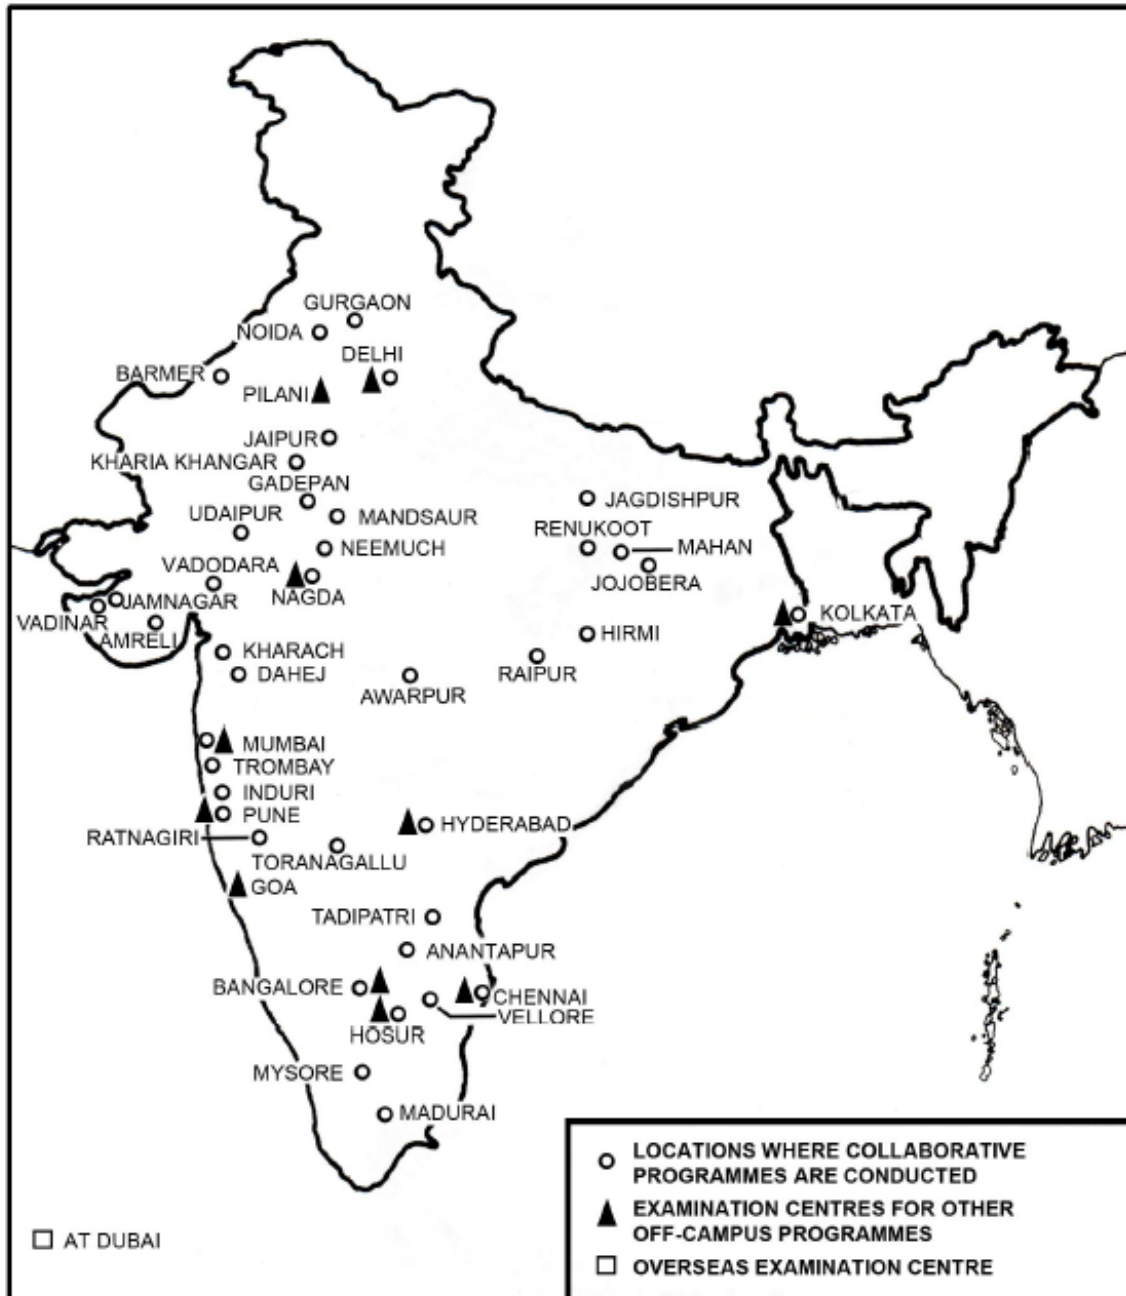 GURGAON
NOIDA
DELHI
BARMER
PILANI
JAIPUR
KHARIA KHANGAR
GADEPAN
UDAIPUR
MANDSAUR
JAGDISHPUR
RENUKOOT
NEEMUCH
MAHAN
VADODARA
JOJOBERA
NAGDA
JAMNAGAR
VADINAR
KOLKATA
AMRELI
HIRMI
KHARACH
DAHEJ
RAIPUR
AWARPUR
MUMBAI
TROMBAY
INDURI
PUNE
HYDERABAD
RATNAGIRI
TORANAGALLU
GOA
TADIPATRI
ANANTAPUR
BANGALORE
CHENNAI
VELLORE
HOSUR
MYSORE
MADURAI
LOCATIONS WHERE COLLABORATIVE
PROGRAMMES ARE CONDUCTED
EXAMINATION CENTRES FOR OTHER
OFF-CAMPUS PROGRAMMES
OVERSEAS EXAMINATION CENTRE
AT DUBAI